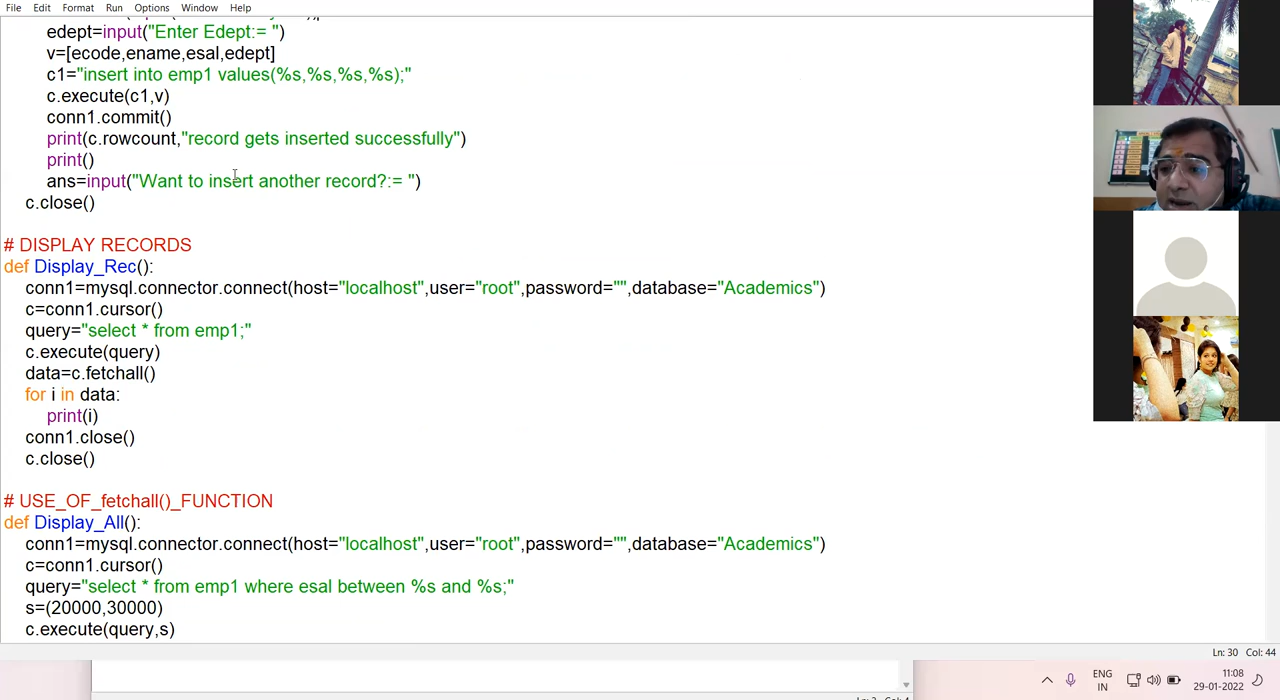 File Edit Format Run Options Window Help
edept=input("Enter Edept:= ")
v=[ecode,ename,esal,edept]
c1="insert into emp1 values(%s,%s,%s,%s);"
c.execute(c1,v)
conn1.commit()
print(c.rowcount,"record gets inserted successfully")
print()
ans=input("Want to insert another record?:= ")
c.close()
# DISPLAY RECORDS
def Display_Rec():
conn1=mysql.connector.connect(host="localhost",user="root",password="",database="Academics")
c=conn1.cursor()
query="select * from emp1;"
c.execute(query)
data=c.fetchall()
for i in data:
print(i)
conn1.close()
c.close()
# USE_OF_fetchall()_FUNCTION
def Display_All():
conn1=mysql.connector.connect(host="localhost",user="root",password="",database="Academics")
c=conn1.cursor()
query="select * from emp1 where esal between %s and %s;"
s=(20000,30000)
c.execute(query,s)
Ln: 30 Col: 44
ENG
IN
11:08
29-01-2022